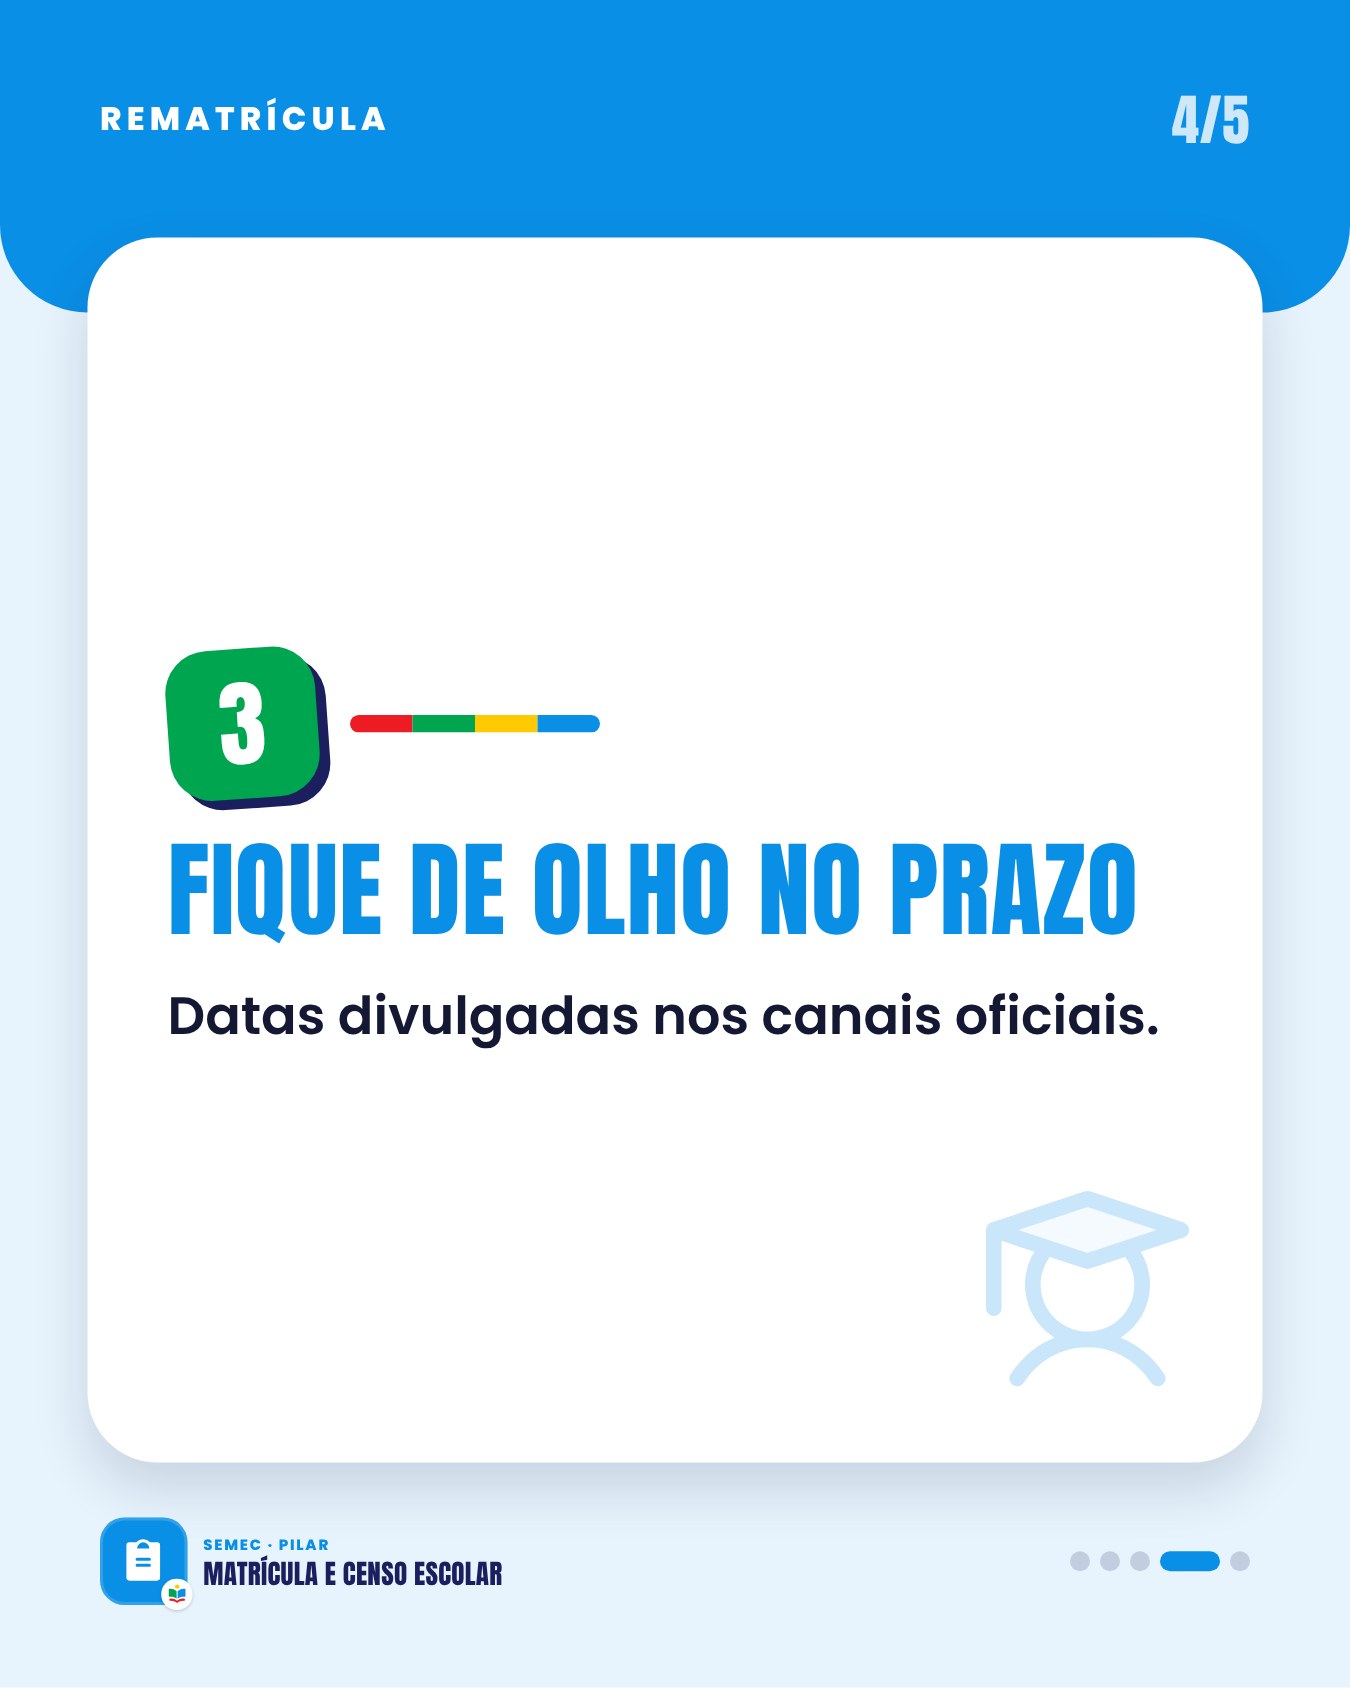 REMATRÍCULA
4/5
3
FIQUE DE OLHO NO PRAZO
Datas divulgadas nos canais oficiais.
SEMEC · PILAR
MATRÍCULA E CENSO ESCOLAR